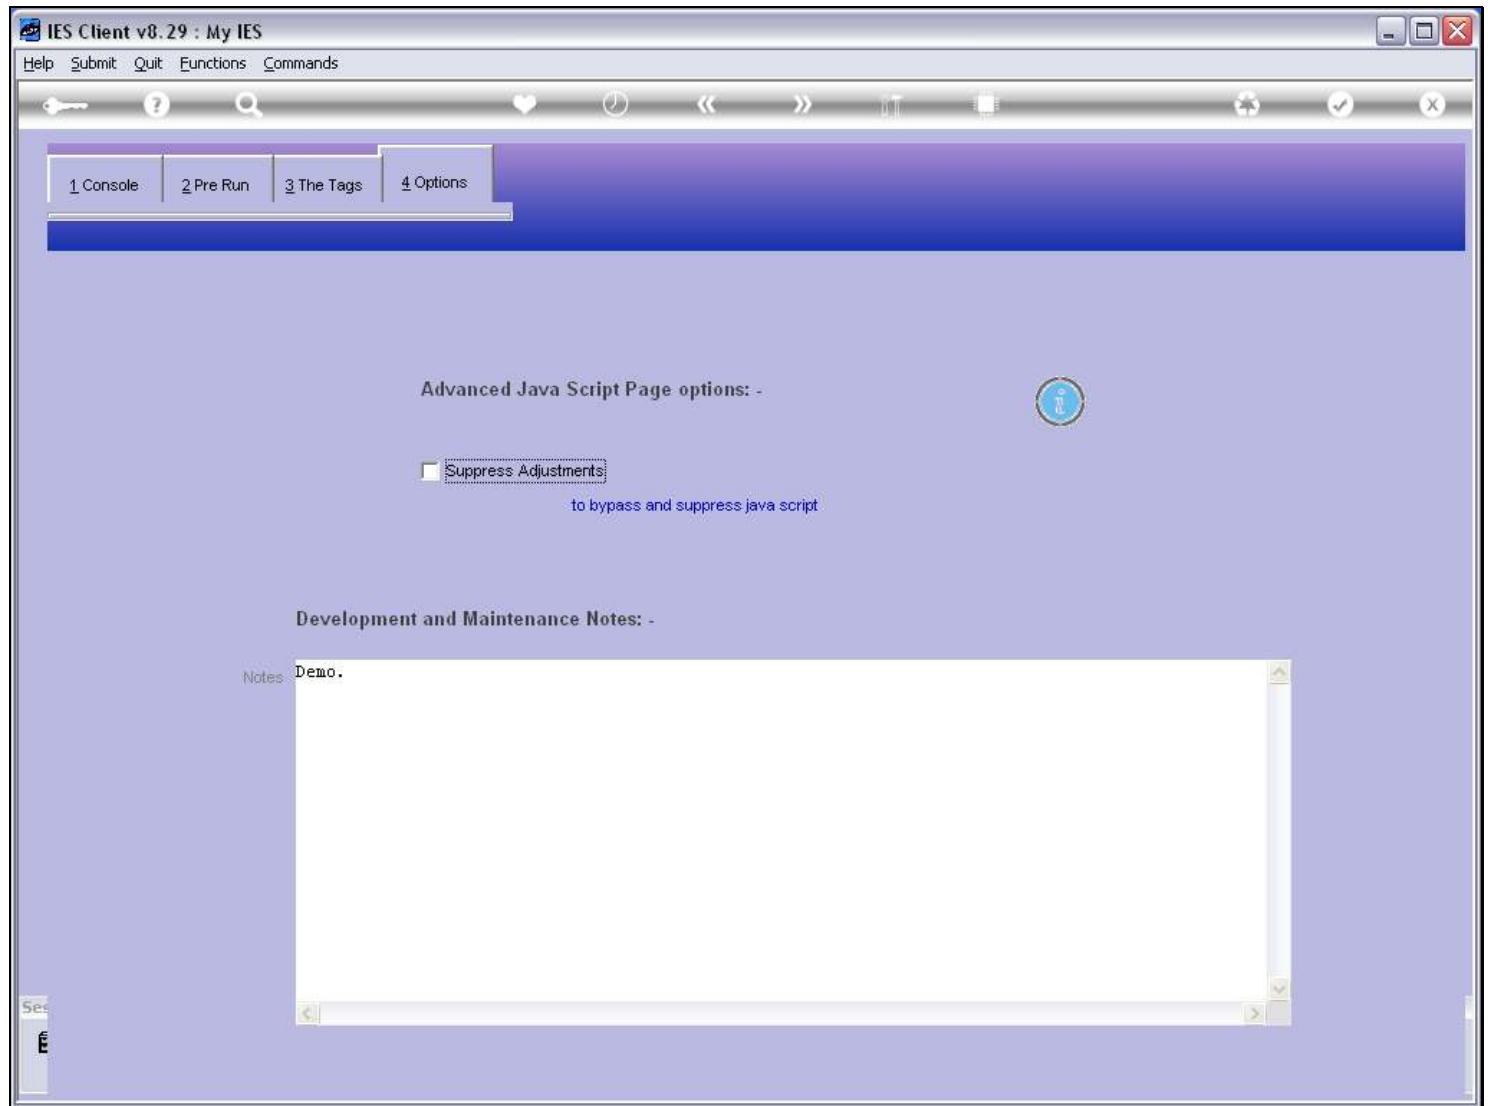 IES Client v8.29 : My IES
Help Submit Quit Functions Commands
1 Console 2 Pre Run 3 The Tags 4 Options
Advanced Java Script Page options: -
Suppress Adjustments
to bypass and suppress java script
Development and Maintenance Notes: -
Notes Demo.